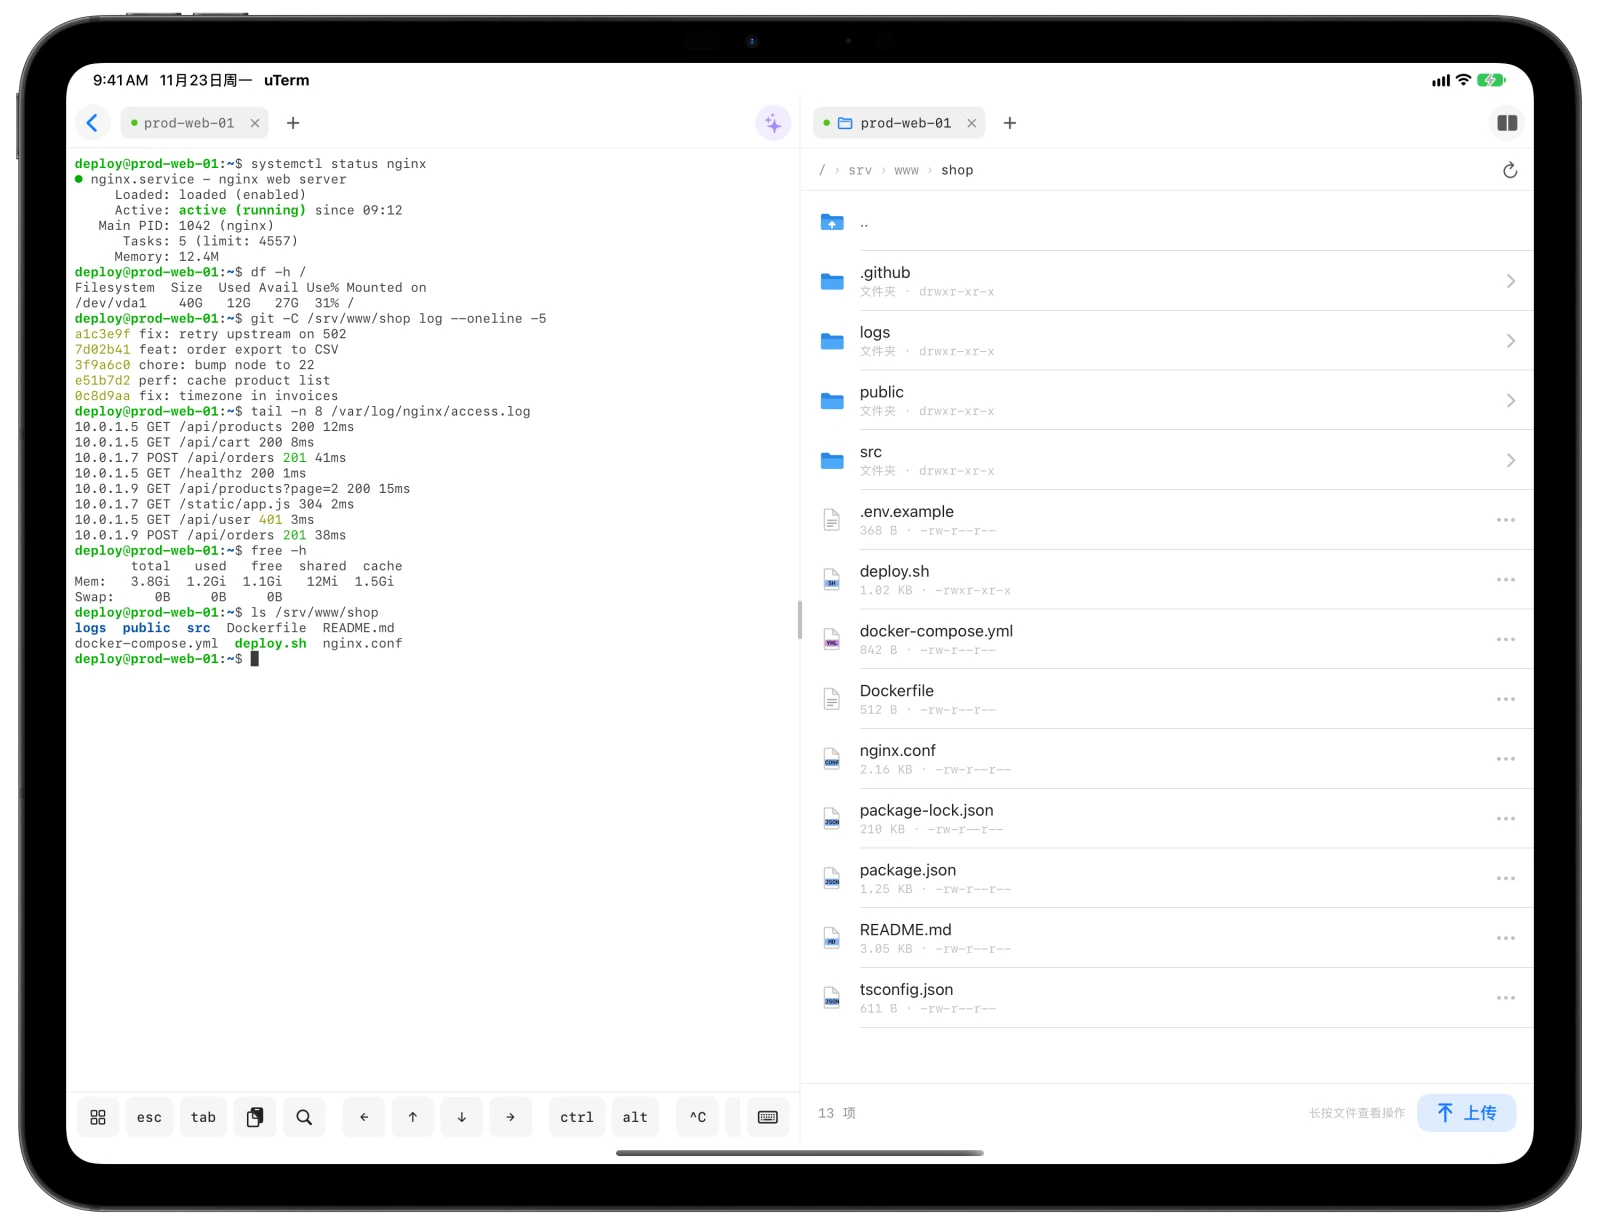 9:41 AM 11月23日周一 uTerm
prod-web-01
deploy@prod-web-01:~$ systemctl status nginx
● nginx.service - nginx web server
Loaded: loaded (enabled)
Active: active (running) since 09:12
Main PID: 1042 (nginx)
Tasks: 5 (limit: 4557)
Memory: 12.4M
deploy@prod-web-01:~$ df -h /
Filesystem Size Used Avail Use% Mounted on
/dev/vda1 40G 12G 27G 31% /
deploy@prod-web-01:~$ git -C /srv/www/shop log --oneline -5
a1c3e9f fix: retry upstream on 502
7d02b41 feat: order export to CSV
3f9a6c0 chore: bump node to 22
e51b7d2 perf: cache product list
0c8d9aa fix: timezone in invoices
deploy@prod-web-01:~$ tail -n 8 /var/log/nginx/access.log
10.0.1.5 GET /api/products 200 12ms
10.0.1.5 GET /api/cart 200 8ms
10.0.1.7 POST /api/orders 201 41ms
10.0.1.5 GET /healthz 200 1ms
10.0.1.9 GET /api/products?page=2 200 15ms
10.0.1.7 GET /static/app.js 304 2ms
10.0.1.5 GET /api/user 401 3ms
10.0.1.9 POST /api/orders 201 38ms
deploy@prod-web-01:~$ free -h
total used free shared cache
Mem: 3.8Gi 1.2Gi 1.1Gi 12Mi 1.5Gi
Swap: 0B 0B 0B
deploy@prod-web-01:~$ ls /srv/www/shop
logs public src Dockerfile README.md
docker-compose.yml deploy.sh nginx.conf
deploy@prod-web-01:~$
esc tab ← ↑ ↓ → ctrl alt ^C
prod-web-01
/ › srv › www › shop
..
.github
文件夹 · drwxr-xr-x
logs
文件夹 · drwxr-xr-x
public
文件夹 · drwxr-xr-x
src
文件夹 · drwxr-xr-x
.env.example
368 B · -rw-r--r--
SH
deploy.sh
1.02 KB · -rwxr-xr-x
YML
docker-compose.yml
842 B · -rw-r--r--
Dockerfile
512 B · -rw-r--r--
CONF
nginx.conf
2.16 KB · -rw-r--r--
JSON
package-lock.json
210 KB · -rw-r--r--
JSON
package.json
1.25 KB · -rw-r--r--
MD
README.md
3.05 KB · -rw-r--r--
JSON
tsconfig.json
611 B · -rw-r--r--
13 项
长按文件查看操作
上传